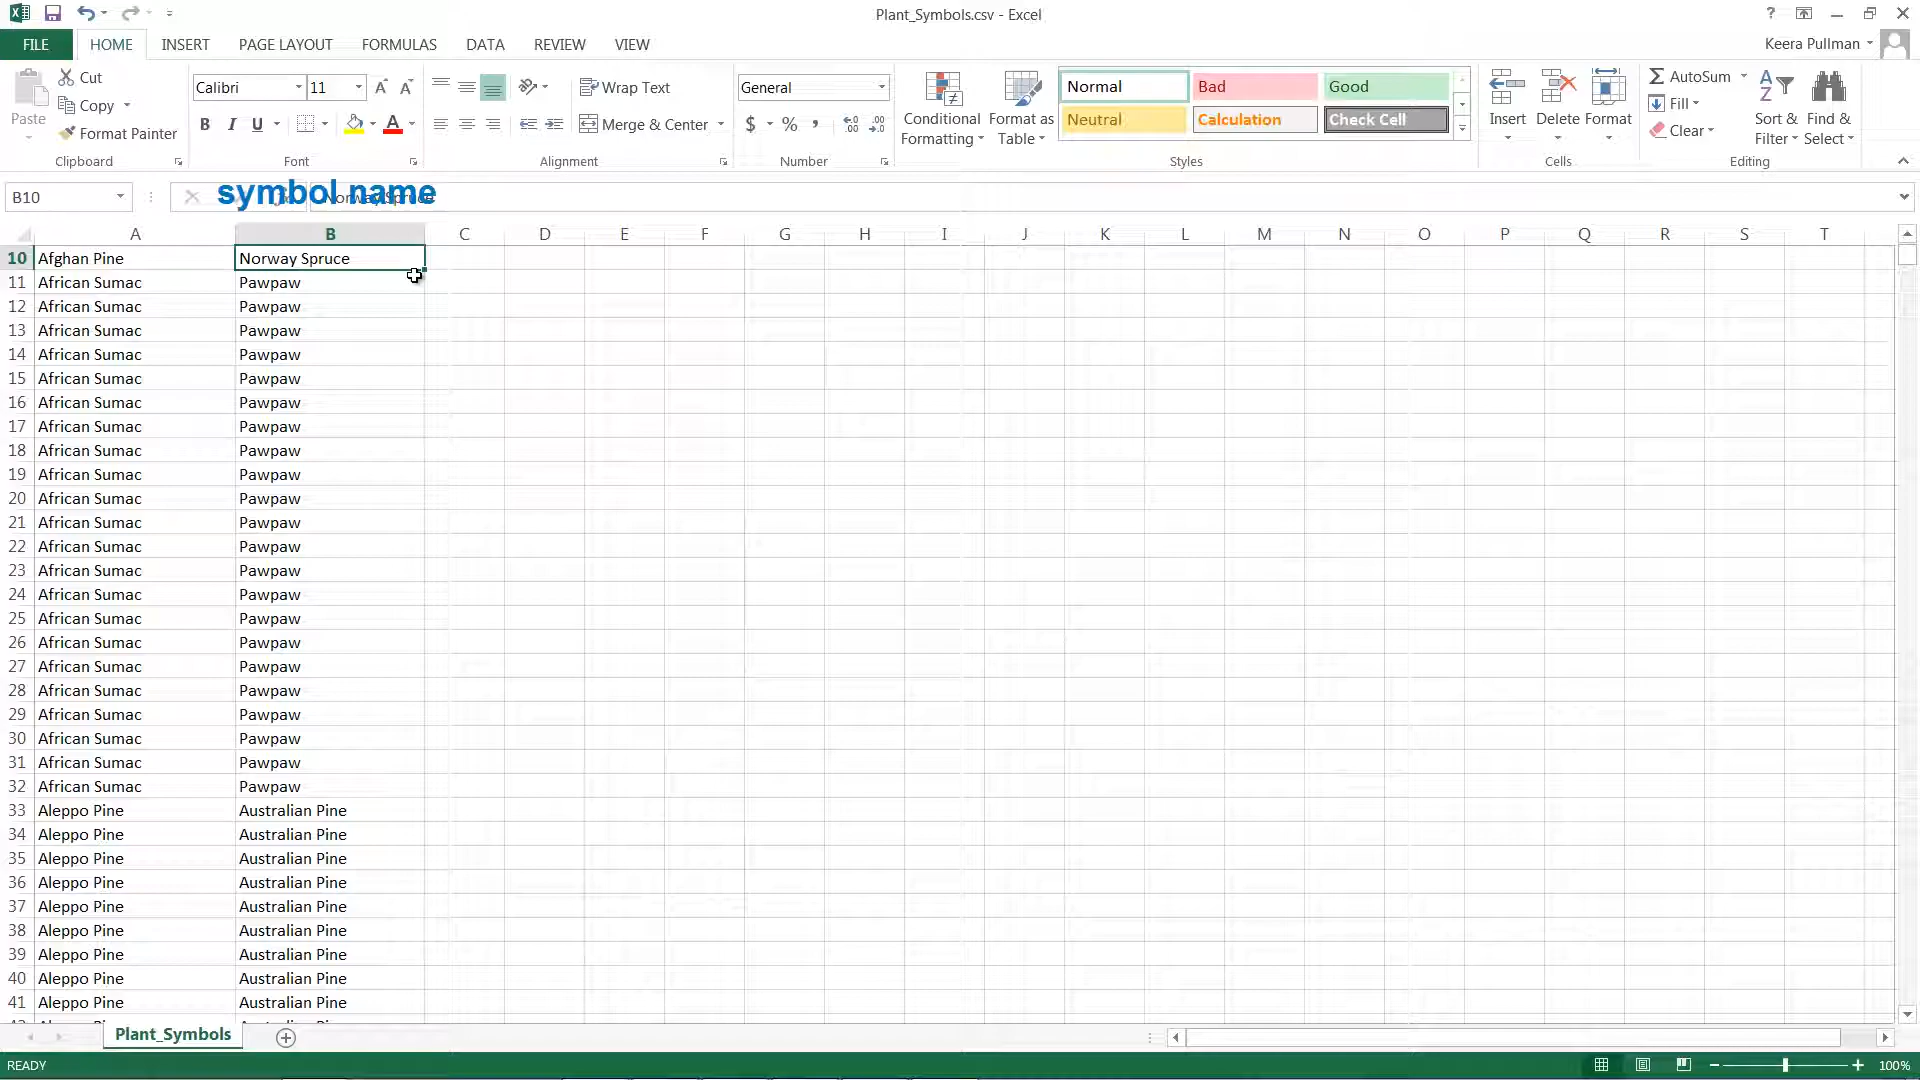 Plant_Symbols.csv - Excel
?
FILE HOME INSERT PAGE LAYOUT FORMULAS DATA REVIEW VIEW Keera Pullman
Paste
Cut
Copy
Format Painter
Clipboard
Calibri 11
B I U A
Font
Wrap Text
Merge & Center
Alignment
General
$ % ,
Number
Conditional Formatting
Format as Table
Normal Bad Good
Neutral Calculation Check Cell
Styles
Insert Delete Format
Cells
AutoSum
Fill
Clear
Sort & Filter
Find & Select
Editing
B10 Norway Spruce
symbol name
A B C D E F G H I J K L M N O P Q R S T
10 Afghan Pine Norway Spruce
11 African Sumac Pawpaw
12 African Sumac Pawpaw
13 African Sumac Pawpaw
14 African Sumac Pawpaw
15 African Sumac Pawpaw
16 African Sumac Pawpaw
17 African Sumac Pawpaw
18 African Sumac Pawpaw
19 African Sumac Pawpaw
20 African Sumac Pawpaw
21 African Sumac Pawpaw
22 African Sumac Pawpaw
23 African Sumac Pawpaw
24 African Sumac Pawpaw
25 African Sumac Pawpaw
26 African Sumac Pawpaw
27 African Sumac Pawpaw
28 African Sumac Pawpaw
29 African Sumac Pawpaw
30 African Sumac Pawpaw
31 African Sumac Pawpaw
32 African Sumac Pawpaw
33 Aleppo Pine Australian Pine
34 Aleppo Pine Australian Pine
35 Aleppo Pine Australian Pine
36 Aleppo Pine Australian Pine
37 Aleppo Pine Australian Pine
38 Aleppo Pine Australian Pine
39 Aleppo Pine Australian Pine
40 Aleppo Pine Australian Pine
41 Aleppo Pine Australian Pine
Plant_Symbols
READY 100%